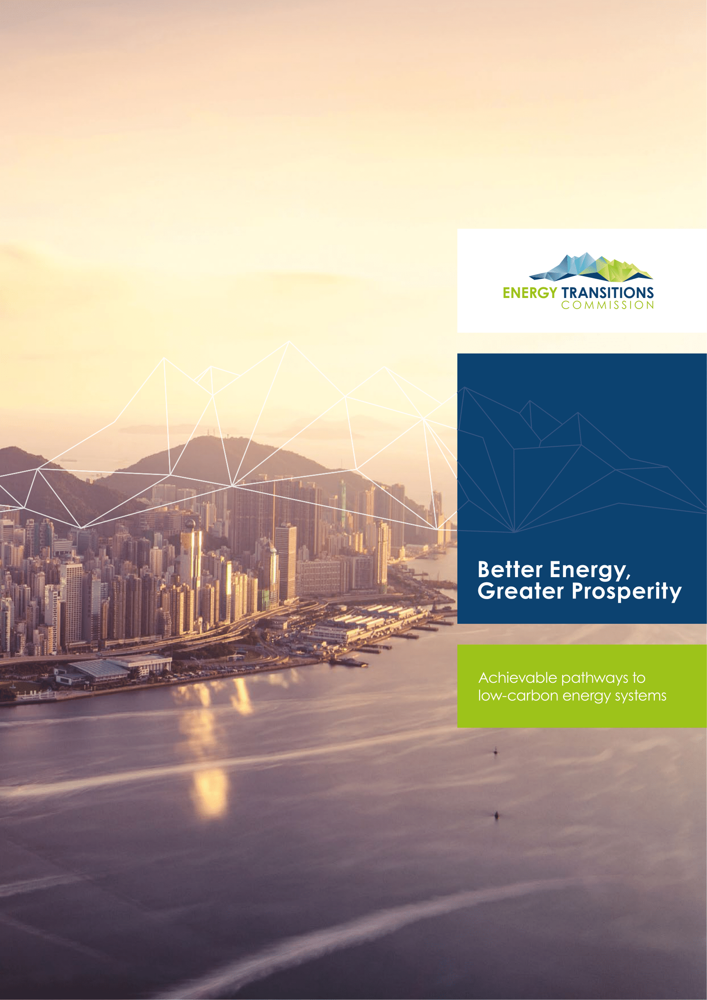 ENERGY TRANSITIONS
COMMISSION
Better Energy,
Greater Prosperity
Achievable pathways to
low-carbon energy systems